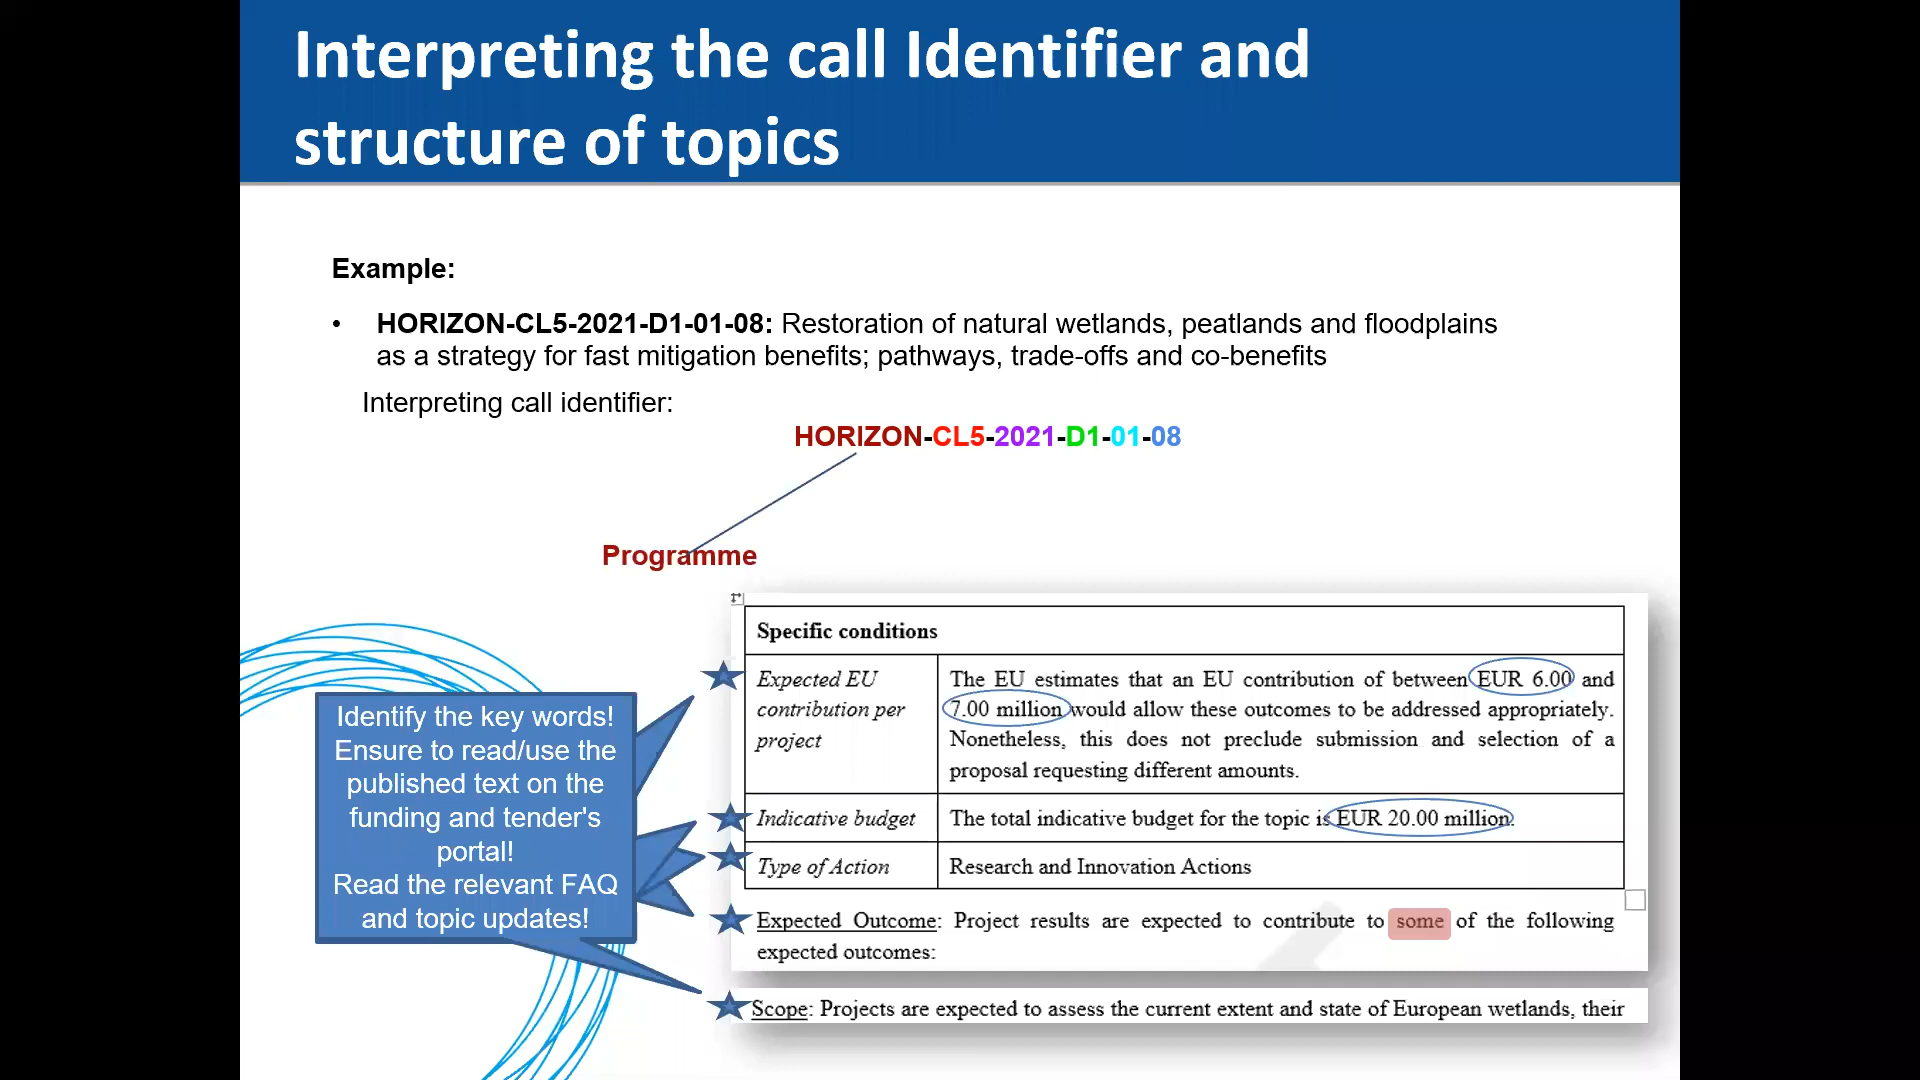 Interpreting the call Identifier and
structure of topics
Example:
• HORIZON-CL5-2021-D1-01-08: Restoration of natural wetlands, peatlands and floodplains
as a strategy for fast mitigation benefits; pathways, trade-offs and co-benefits
Interpreting call identifier:
HORIZON-CL5-2021-D1-01-08
Programme
Identify the key words!
Ensure to read/use the
published text on the
funding and tender's
portal!
Read the relevant FAQ
and topic updates!
Specific conditions
Expected EU
contribution per
project
The EU estimates that an EU contribution of between EUR 6.00 and
7.00 million would allow these outcomes to be addressed appropriately.
Nonetheless, this does not preclude submission and selection of a
proposal requesting different amounts.
Indicative budget
The total indicative budget for the topic is EUR 20.00 million.
Type of Action
Research and Innovation Actions
Expected Outcome: Project results are expected to contribute to some of the following
expected outcomes:
Scope: Projects are expected to assess the current extent and state of European wetlands, their